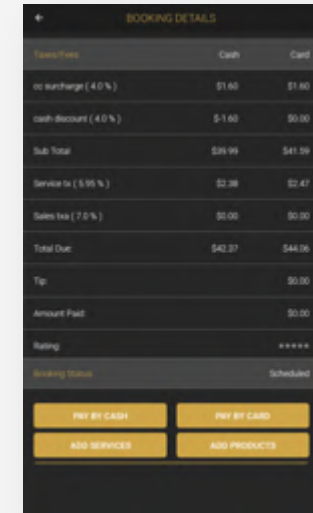 BOOKING DETAILS
Taxes/Fees Cash Card
cc surcharge ( 4.0 % ) $1.60 $1.60
cash discount ( 4.0 % ) $-1.60 $0.00
Sub Total $39.99 $41.59
Service tx ( 5.95 % ) $2.38 $2.47
Sales txa ( 7.0 % ) $0.00 $0.00
Total Due: $42.37 $44.06
Tip: $0.00
Amount Paid: $0.00
Rating: *****
Booking Status Scheduled
PAY BY CASH PAY BY CARD
ADD SERVICES ADD PRODUCTS